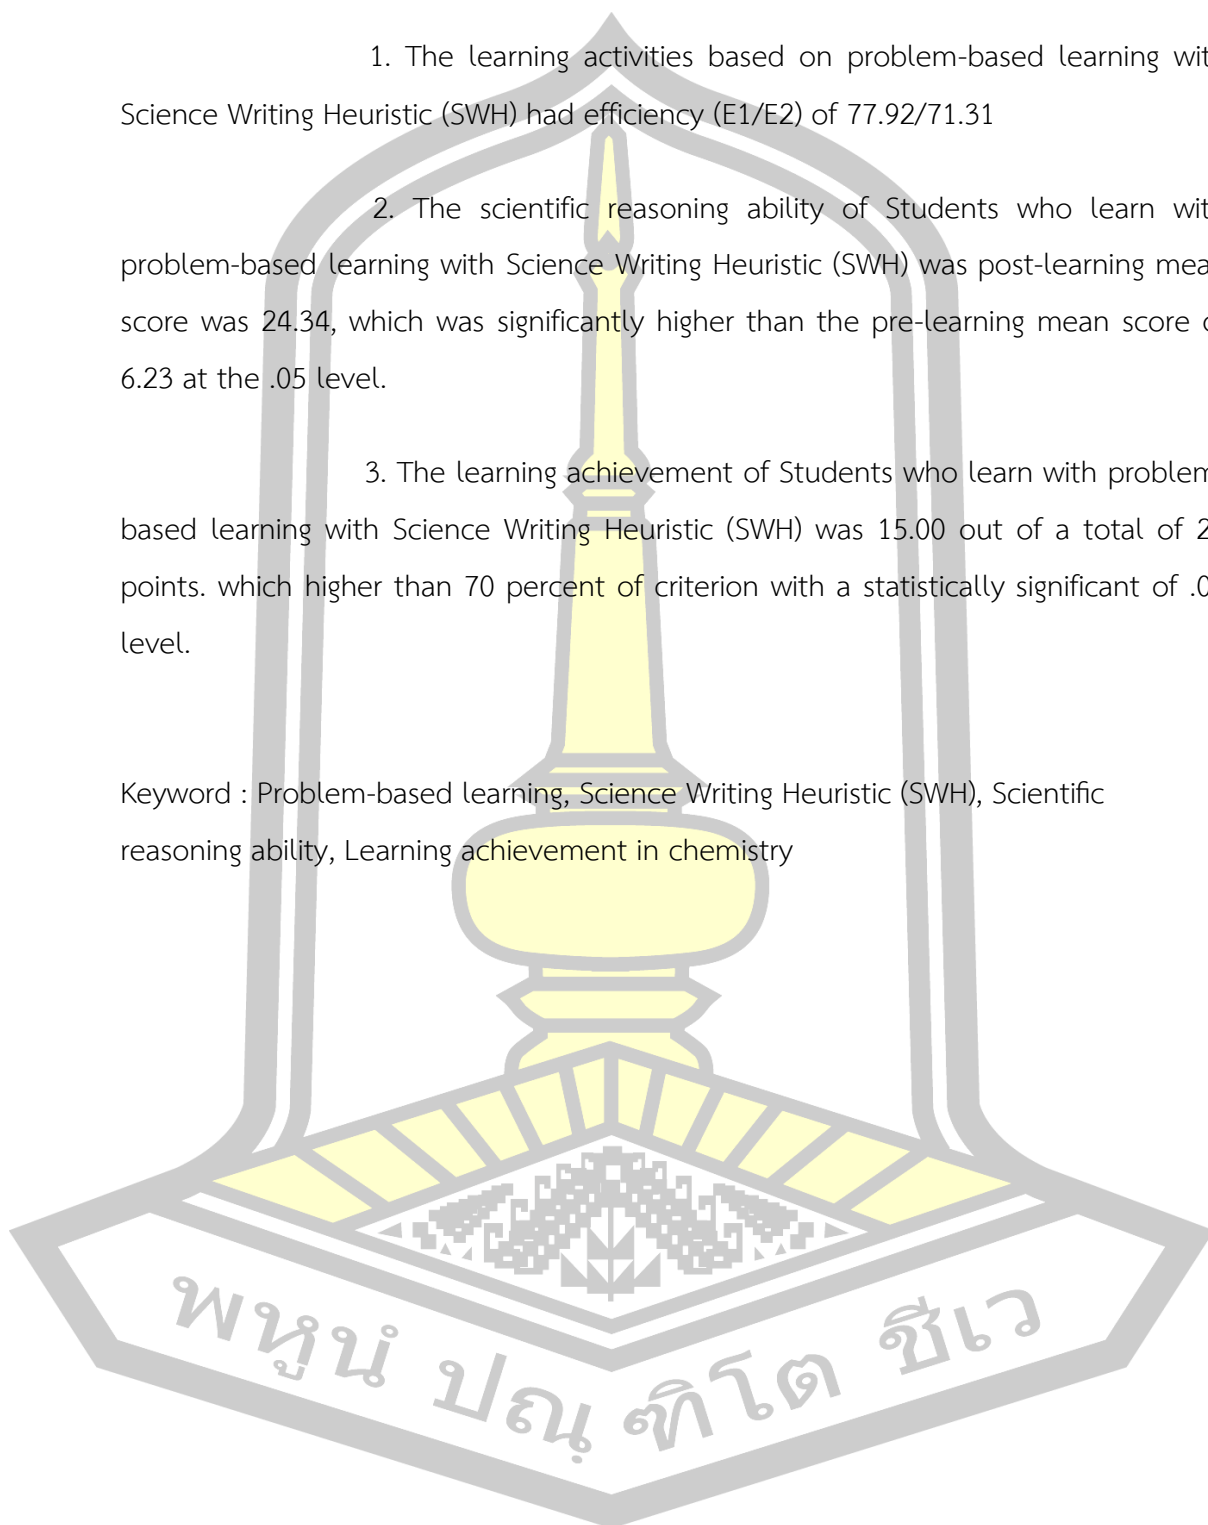 1. The learning activities based on problem-based learning wit
Science Writing Heuristic (SWH) had efficiency (E1/E2) of 77.92/71.31
2. The scientific reasoning ability of Students who learn wit
problem-based learning with Science Writing Heuristic (SWH) was post-learning mea
score was 24.34, which was significantly higher than the pre-learning mean score o
6.23 at the .05 level.
3. The learning achievement of Students who learn with problem
based learning with Science Writing Heuristic (SWH) was 15.00 out of a total of 2
points. which higher than 70 percent of criterion with a statistically significant of .0
level.
Keyword : Problem-based learning, Science Writing Heuristic (SWH), Scientific
reasoning ability, Learning achievement in chemistry
พหูนํ ปณฺฑิโต ชีเว